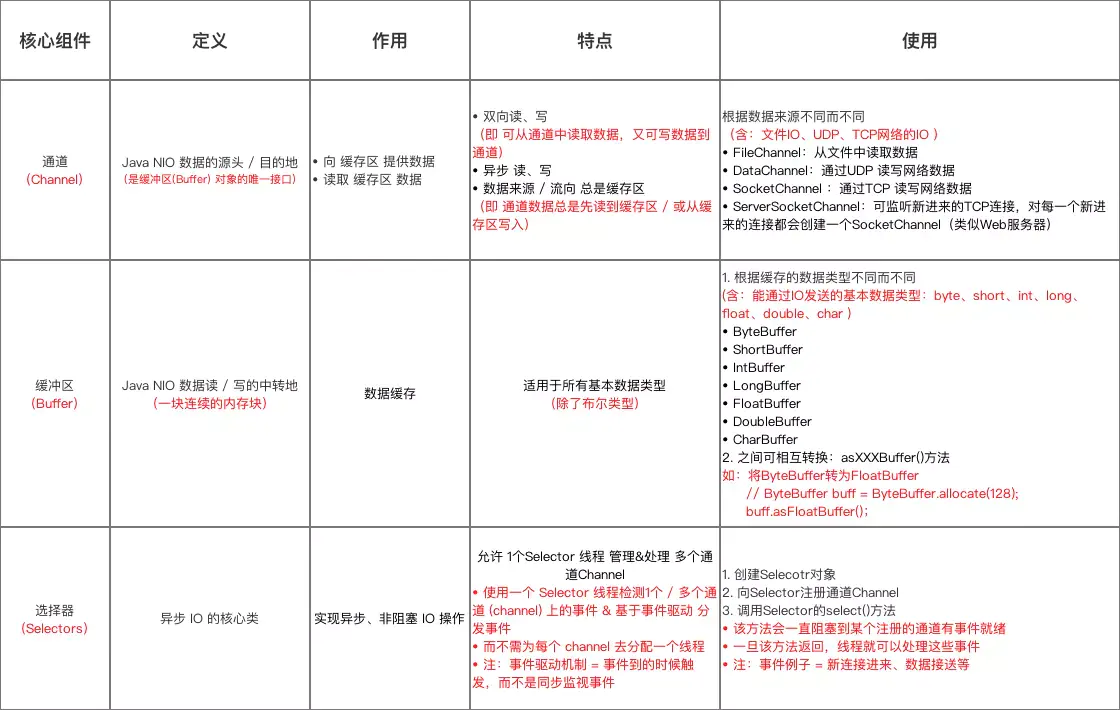 核心组件
定义
作用
特点
使用
通道
（Channel）
Java NIO 数据的源头 / 目的地
（是缓冲区(Buffer) 对象的唯一接口）
• 向 缓存区 提供数据
• 读取 缓存区 数据
• 双向读、写
（即 可从通道中读取数据，又可写数据到
通道）
• 异步 读、写
• 数据来源 / 流向 总是缓存区
（即 通道数据总是先读到缓存区 / 或从缓
存区写入）
根据数据来源不同而不同
（含：文件IO、UDP、TCP网络的IO ）
• FileChannel：从文件中读取数据
• DataChannel：通过UDP 读写网络数据
• SocketChannel ：通过TCP 读写网络数据
• ServerSocketChannel：可监听新进来的TCP连接，对每一个新进
来的连接都会创建一个SocketChannel（类似Web服务器）
缓冲区
（Buffer）
Java NIO 数据读 / 写的中转地
（一块连续的内存块）
数据缓存
适用于所有基本数据类型
（除了布尔类型）
1. 根据缓存的数据类型不同而不同
(含：能通过IO发送的基本数据类型：byte、short、int、long、
float、double、char ）
• ByteBuffer
• ShortBuffer
• IntBuffer
• LongBuffer
• FloatBuffer
• DoubleBuffer
• CharBuffer
2. 之间可相互转换：asXXXBuffer()方法
如：将ByteBuffer转为FloatBuffer
// ByteBuffer buff = ByteBuffer.allocate(128);
buff.asFloatBuffer();
选择器
（Selectors）
异步 IO 的核心类
实现异步、非阻塞 IO 操作
允许 1个Selector 线程 管理&处理 多个通
道Channel
• 使用一个 Selector 线程检测1个 / 多个通
道 (channel) 上的事件 & 基于事件驱动 分
发事件
• 而不需为每个 channel 去分配一个线程
• 注：事件驱动机制 = 事件到的时候触
发，而不是同步监视事件
1. 创建Selecotr对象
2. 向Selector注册通道Channel
3. 调用Selector的select()方法
• 该方法会一直阻塞到某个注册的通道有事件就绪
• 一旦该方法返回，线程就可以处理这些事件
• 注：事件例子 = 新连接进来、数据接送等